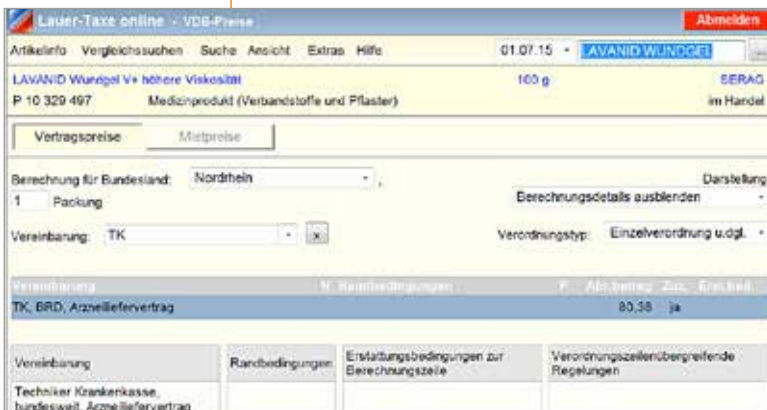 Lauer-Taxe online - VDB-Preise Abmelden
Artikelinfo Vergleichssuchen Suche Ansicht Extras Hilfe 01.07.15 LAVANID WUNDGEL ...
LAVANID Wundgel V+ höhere Viskosität 100 g SERAG
P 10 329 497 Medizinprodukt (Verbandstoffe und Pflaster) im Handel
Vertragspreise Mietpreise
Berechnung für Bundesland: Nordrhein , Darstellung
1 Packung Berechnungsdetails ausblenden
Vereinbarung: TK x Verordnungstyp: Einzelverordnung u.dgl.
Vereinbarung N Randbedingungen P
TK, BRD, Arzneiliefervertrag 80,38 ja
Vereinbarung Randbedingungen Erstattungsbedingungen zur Berechnungszeile Verordnungszeilenübergreifende Regelungen
Techniker Krankenkasse,
bundesweit, Arzneiliefervertrag